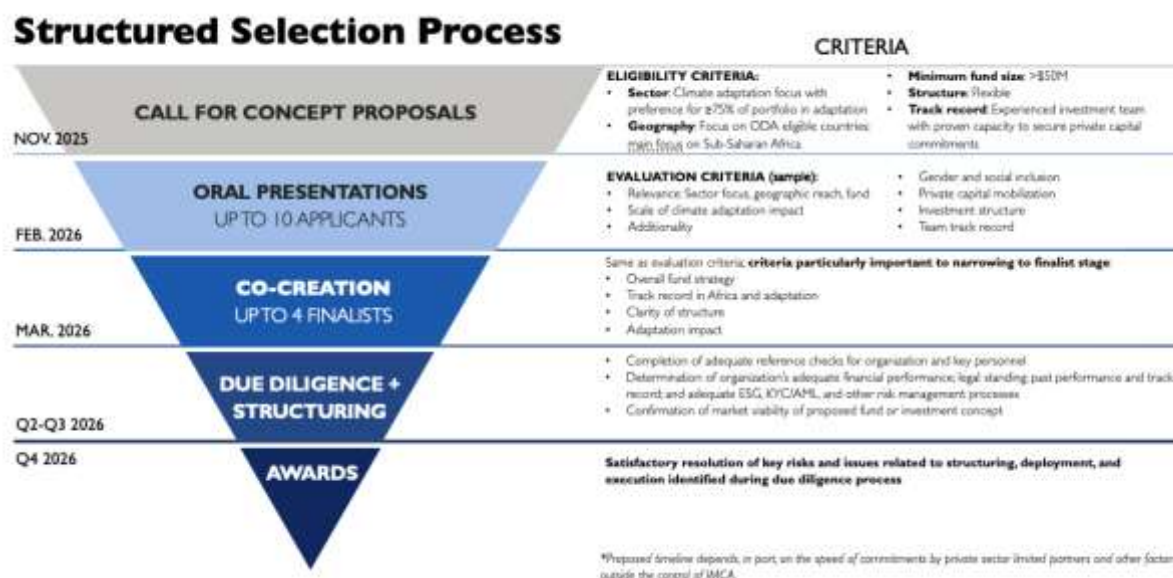 Structured Selection Process
CRITERIA
CALL FOR CONCEPT PROPOSALS
NOV. 2025
ELIGIBILITY CRITERIA:
• Sector: Climate adaptation focus with
preference for ≥75% of portfolio in adaptation
• Geography: Focus on ODA eligible countries;
main focus on Sub-Saharan Africa
• Minimum fund size: >$50M
• Structure: Flexible
• Track record: Experienced investment team
with proven capacity to secure private capital
commitments
ORAL PRESENTATIONS
UP TO 10 APPLICANTS
FEB. 2026
EVALUATION CRITERIA (sample):
• Relevance: Sector focus, geographic reach, fund
• Scale of climate adaptation impact
• Additionality
• Gender and social inclusion
• Private capital mobilization
• Investment structure
• Team track record
CO-CREATION
UP TO 4 FINALISTS
MAR. 2026
Same as evaluation criteria; criteria particularly important to narrowing to finalist stage
• Overall fund strategy
• Track record in Africa and adaptation
• Clarity of structure
• Adaptation impact
DUE DILIGENCE +
STRUCTURING
Q2-Q3 2026
• Completion of adequate reference checks for organization and key personnel
• Determination of organization's adequate financial performance; legal standing; past performance and track
record; and adequate ESG, KYC/AML, and other risk management processes
• Confirmation of market viability of proposed fund or investment concept
Q4 2026
AWARDS
Satisfactory resolution of key risks and issues related to structuring, deployment, and
execution identified during due diligence process
*Proposed timeline depends, in part, on the speed of commitments by private sector limited partners and other factor
outside the control of IMCA.